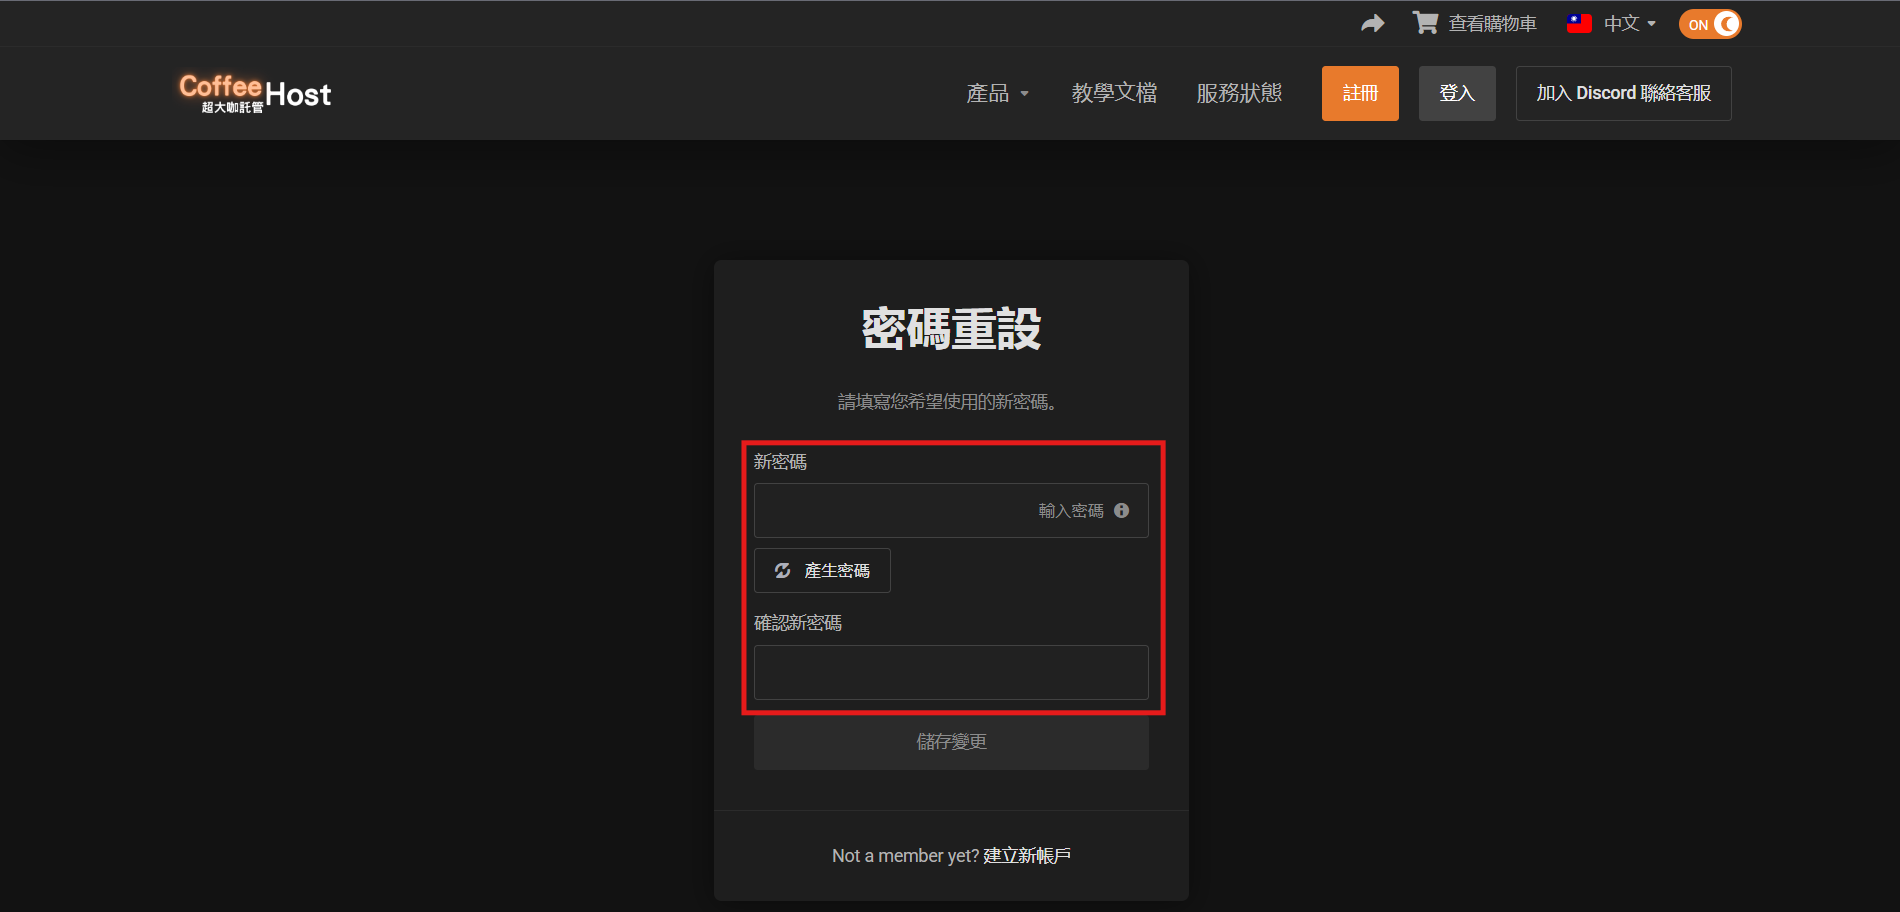 查看購物車 中文 ON
Coffee Host
超大咖託管
產品 教學文檔 服務狀態 註冊 登入 加入 Discord 聯絡客服
密碼重設
請填寫您希望使用的新密碼。
新密碼
輸入密碼
產生密碼
確認新密碼
儲存變更
Not a member yet? 建立新帳戶